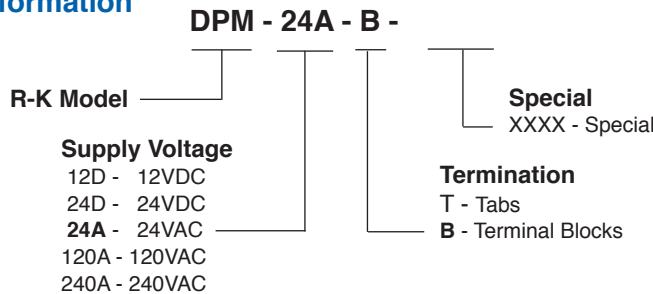 formation
DPM - 24A - B -
R-K Model
Special
XXXX - Special
Supply Voltage
12D - 12VDC
24D - 24VDC
24A - 24VAC
120A - 120VAC
240A - 240VAC
Termination
T - Tabs
B - Terminal Blocks